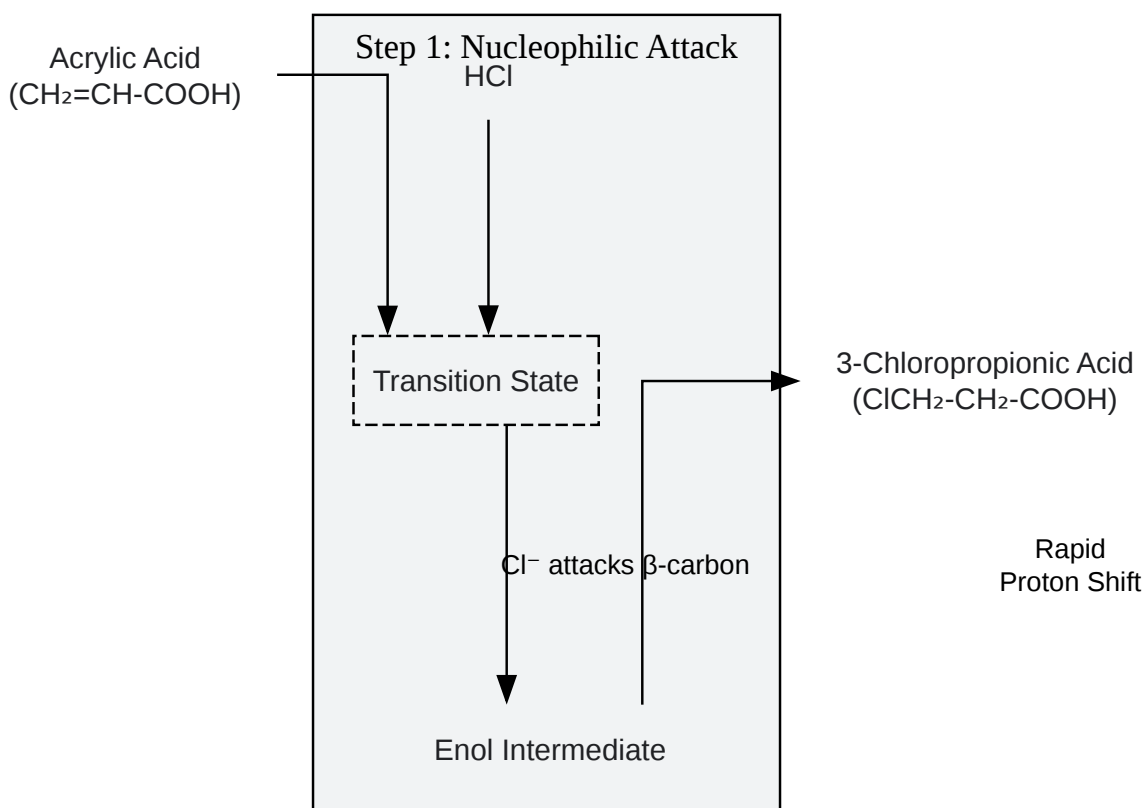 Step 1: Nucleophilic Attack
Acrylic Acid
(CH₂=CH-COOH)
HCl
Transition State
3-Chloropropionic Acid
(ClCH₂-CH₂-COOH)
Cl⁻ attacks β-carbon
Rapid
Proton Shift
Enol Intermediate